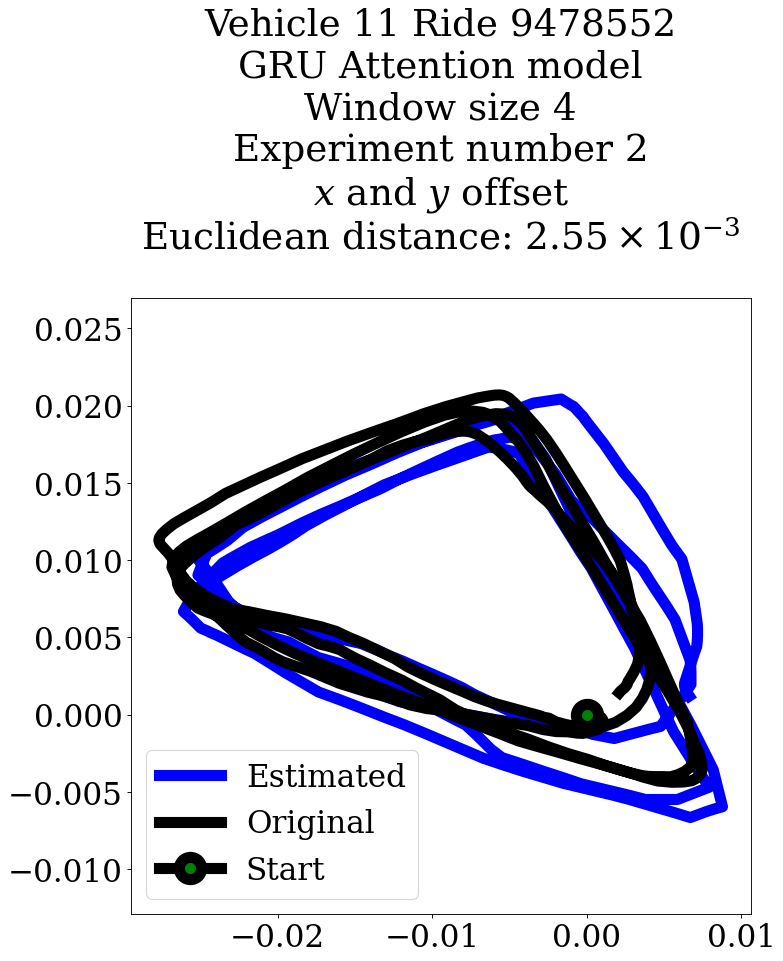 Vehicle 11 Ride 9478552
GRU Attention model
Window size 4
Experiment number 2
x and y offset
Euclidean distance: 2.55 × 10⁻³
0.025
0.020
0.015
0.010
0.005
0.000
−0.005
−0.010
Estimated
Original
Start
−0.02 −0.01 0.00 0.01